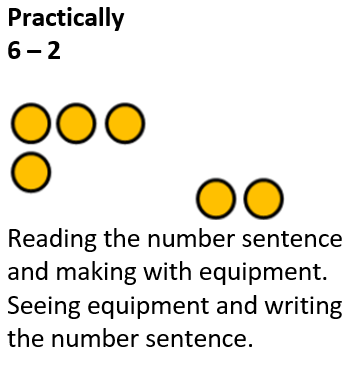 Practically
6 – 2
Reading the number sentence
and making with equipment.
Seeing equipment and writing
the number sentence.